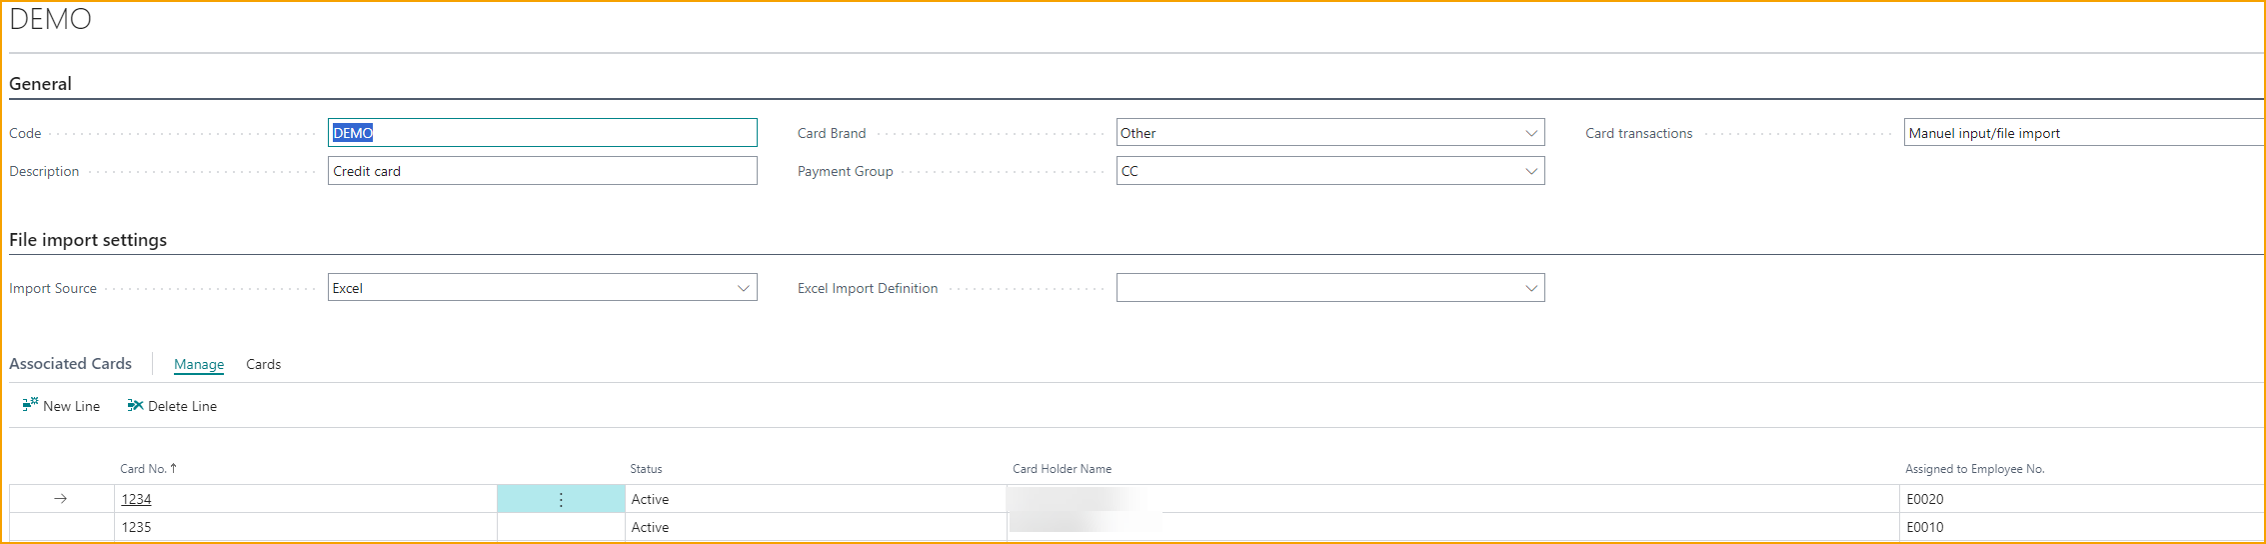 DEMO
General
Code DEMO Card Brand Other Card transactions Manuel input/file import
Description Credit card Payment Group CC
File import settings
Import Source Excel Excel Import Definition
Associated Cards Manage Cards
New Line Delete Line
Card No. ↑ Status Card Holder Name Assigned to Employee No.
→ 1234 ⋮ Active E0020
1235 Active E0010